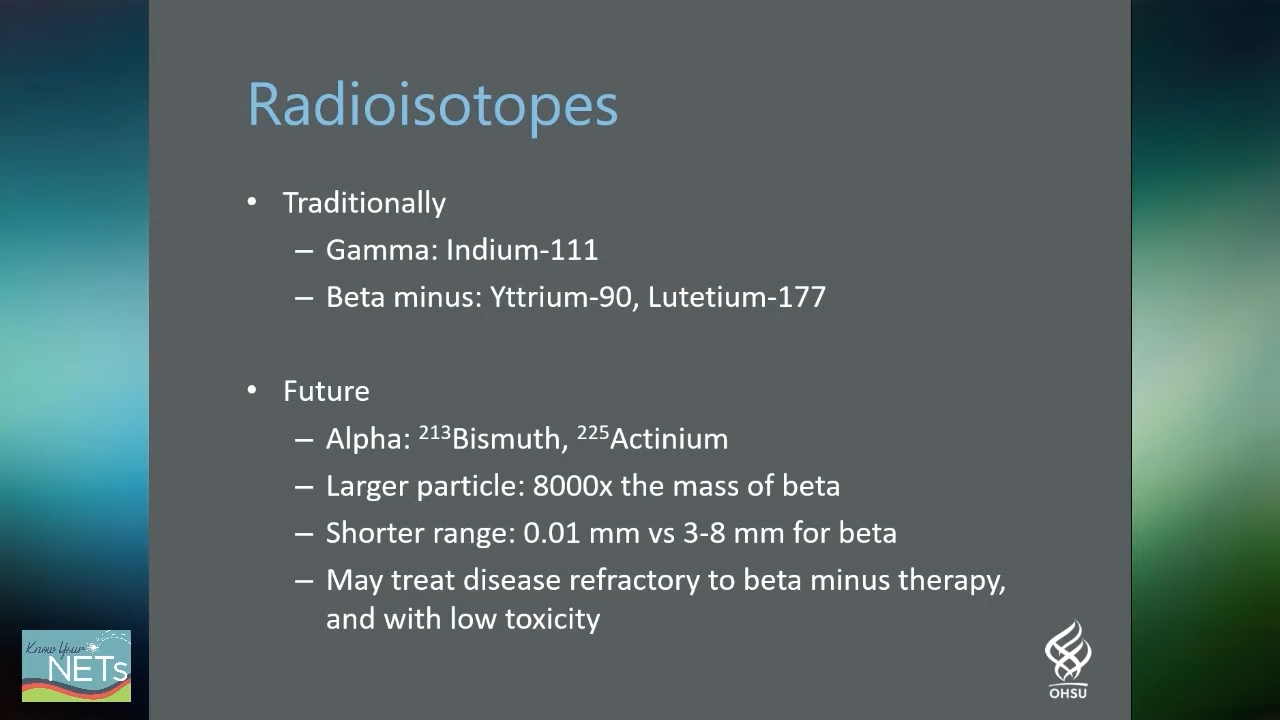 Radioisotopes
• Traditionally
– Gamma: Indium-111
– Beta minus: Yttrium-90, Lutetium-177
• Future
– Alpha: ²¹³Bismuth, ²²⁵Actinium
– Larger particle: 8000x the mass of beta
– Shorter range: 0.01 mm vs 3-8 mm for beta
– May treat disease refractory to beta minus therapy,
and with low toxicity
Know Your
NETs
OHSU